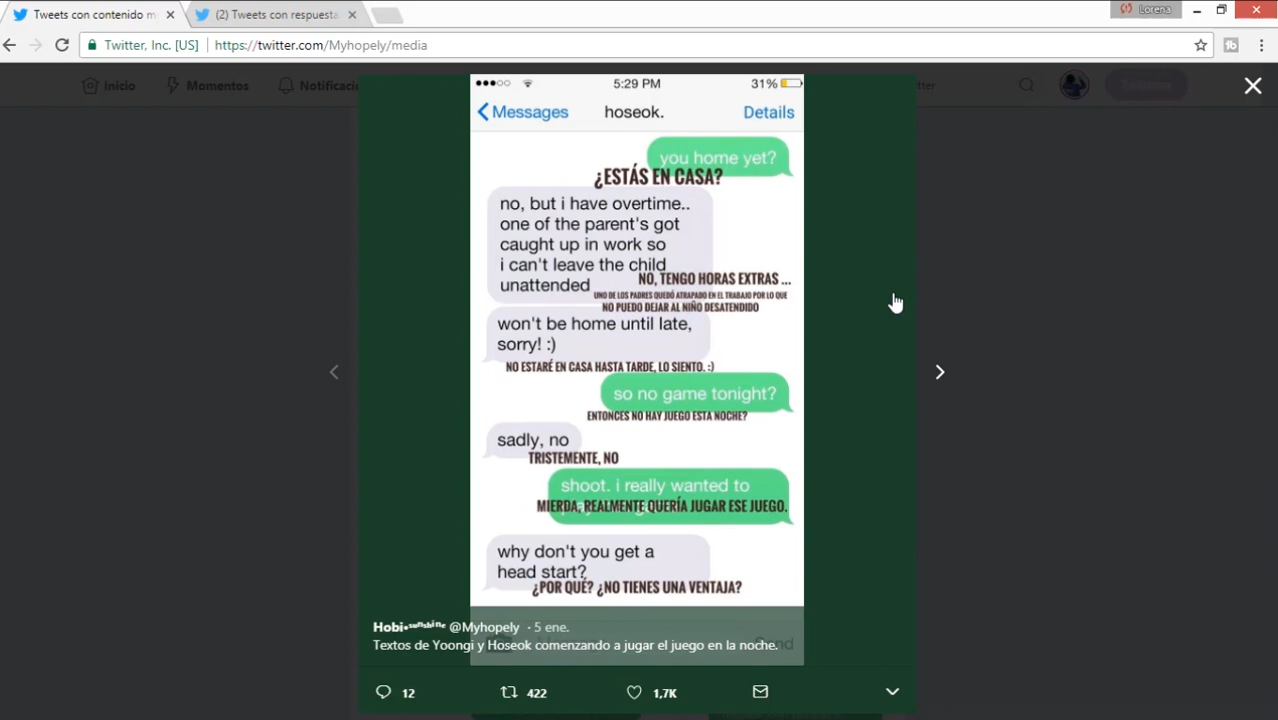 Tweets con contenido m
(2) Tweets con respuesta
Lorena
Twitter, Inc. [US]
https://twitter.com/Myhopely/media
Inicio
Momentos
Notificaci
tter
5:29 PM
31%
Messages
hoseok.
Details
you home yet?
¿ESTÁS EN CASA?
no, but i have overtime..
one of the parent's got
caught up in work so
i can't leave the child
unattended
NO, TENGO HORAS EXTRAS ...
UNO DE LOS PADRES QUEDÓ ATRAPADO EN EL TRABAJO POR LO QUE
NO PUEDO DEJAR AL NIÑO DESATENDIDO
won't be home until late,
sorry! :)
NO ESTARÉ EN CASA HASTA TARDE, LO SIENTO. :)
so no game tonight?
ENTONCES NO HAY JUEGO ESTA NOCHE?
sadly, no
TRISTEMENTE, NO
shoot. i really wanted to
MIERDA, REALMENTE QUERÍA JUGAR ESE JUEGO.
why don't you get a
head start?
¿POR QUÉ? ¿NO TIENES UNA VENTAJA?
Hobi•ˢᵘⁿˢʰⁱⁿᵉ @Myhopely · 5 ene.
Textos de Yoongi y Hoseok comenzando a jugar el juego en la noche.
12
422
1,7K